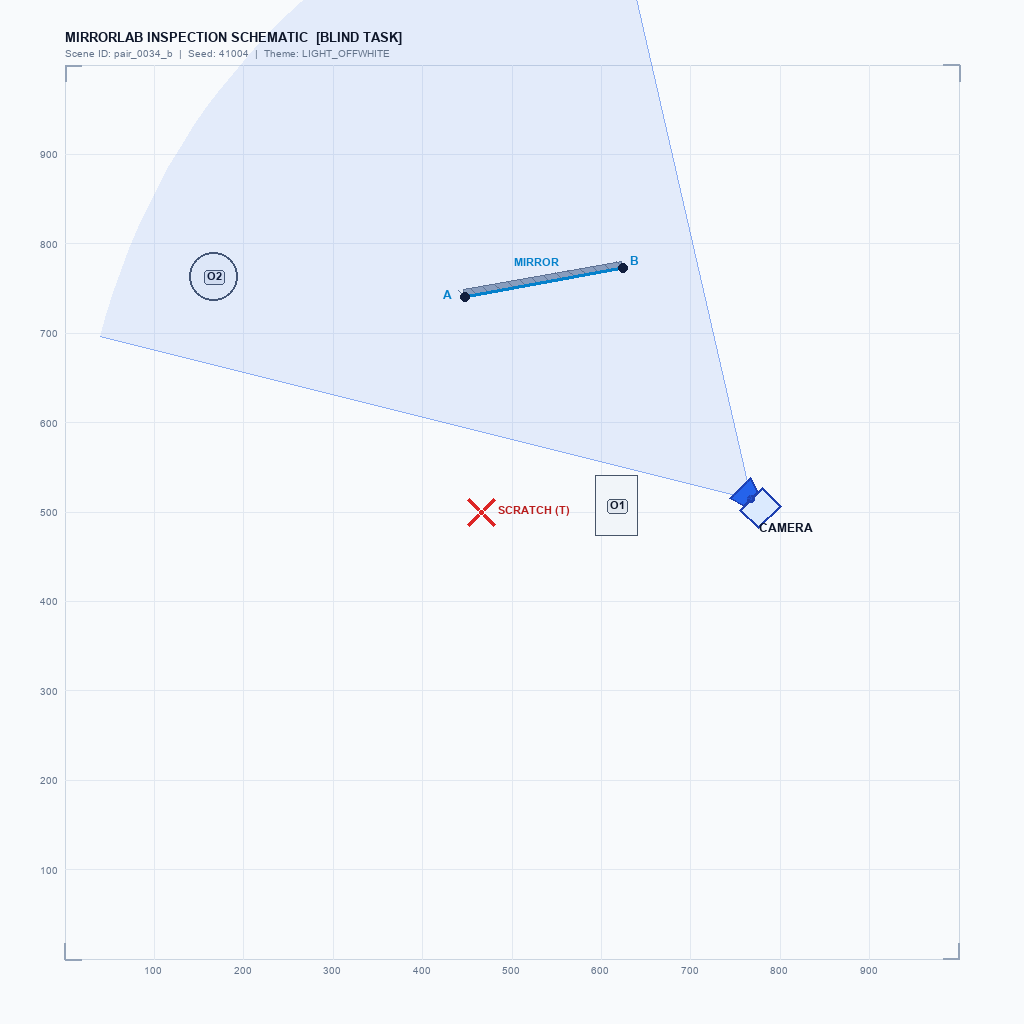 MIRRORLAB INSPECTION SCHEMATIC [BLIND TASK]
Scene ID: pair_0034_b | Seed: 41004 | Theme: LIGHT_OFFWHITE
900
800
MIRROR
B
O2
A
700
600
500
SCRATCH (T)
O1
CAMERA
400
300
200
100
100 200 300 400 500 600 700 800 900